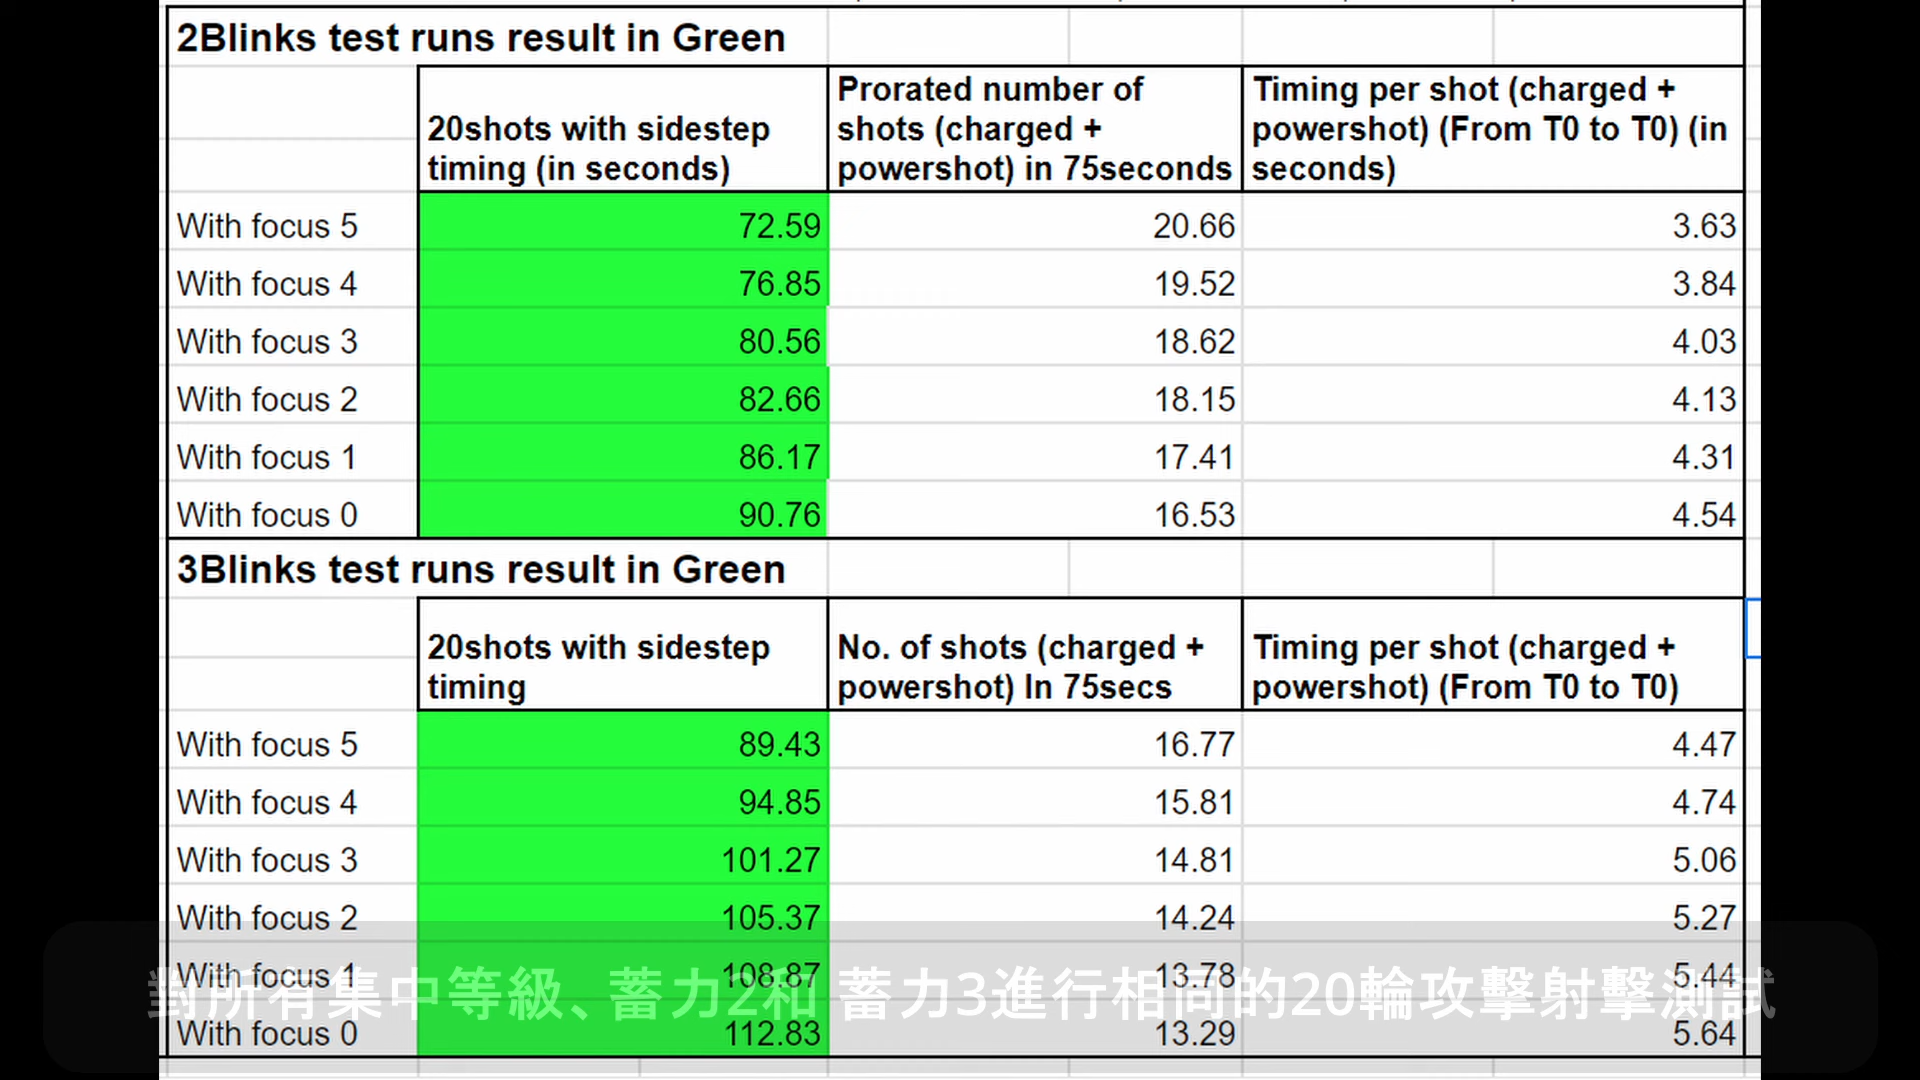 2Blinks test runs result in Green
20shots with sidestep timing (in seconds)
Prorated number of shots (charged + powershot) in 75seconds
Timing per shot (charged + powershot) (From T0 to T0) (in seconds)
With focus 5 72.59 20.66 3.63
With focus 4 76.85 19.52 3.84
With focus 3 80.56 18.62 4.03
With focus 2 82.66 18.15 4.13
With focus 1 86.17 17.41 4.31
With focus 0 90.76 16.53 4.54
3Blinks test runs result in Green
20shots with sidestep timing
No. of shots (charged + powershot) In 75secs
Timing per shot (charged + powershot) (From T0 to T0)
With focus 5 89.43 16.77 4.47
With focus 4 94.85 15.81 4.74
With focus 3 101.27 14.81 5.06
With focus 2 105.37 14.24 5.27
With focus 1 108.87 13.78 5.44
對所有集中等級、蓄力2和 蓄力3進行相同的20輪攻擊射擊測試
With focus 0 112.83 13.29 5.64